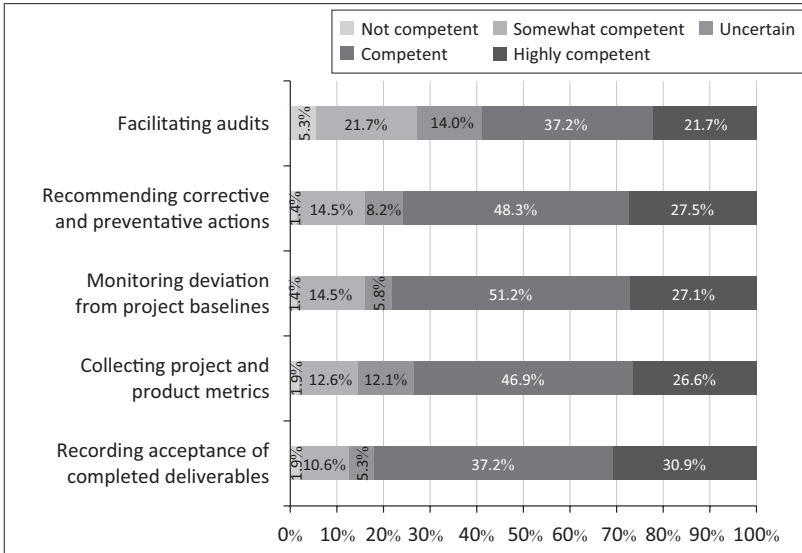 Not competent Somewhat competent Uncertain
Competent Highly competent
Facilitating audits
5.3% 21.7% 14.0% 37.2% 21.7%
Recommending corrective
and preventative actions
1.4% 14.5% 8.2% 48.3% 27.5%
Monitoring deviation
from project baselines
1.4% 14.5% 5.8% 51.2% 27.1%
Collecting project and
product metrics
1.9% 12.6% 12.1% 46.9% 26.6%
Recording acceptance of
completed deliverables
1.9% 10.6% 5.3% 37.2% 30.9%
0% 10% 20% 30% 40% 50% 60% 70% 80% 90% 100%